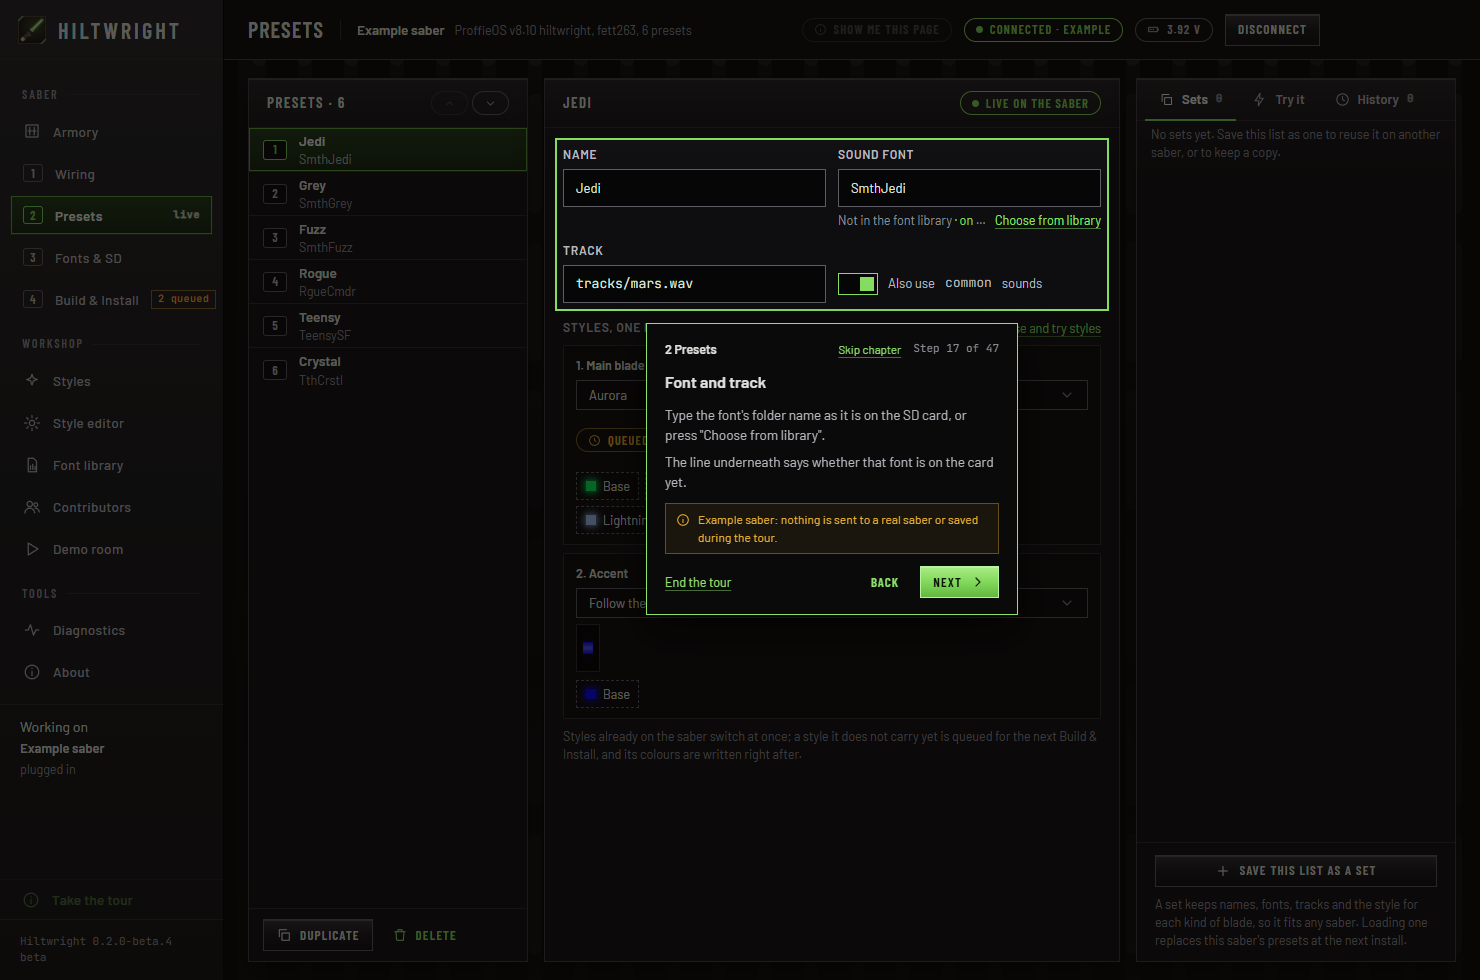 HILTWRIGHT
SABER
Armory
1 Wiring
2 Presets live
3 Fonts & SD
4 Build & Install 2 queued
WORKSHOP
Styles
Style editor
Font library
Contributors
Demo room
TOOLS
Diagnostics
About
Working on
Example saber
plugged in
Take the tour
Hiltwright 0.2.0-beta.4
beta
PRESETS Example saber ProffieOS v8.10 hiltwright, fett263, 6 presets SHOW ME THIS PAGE CONNECTED · EXAMPLE 3.92 V DISCONNECT
PRESETS · 6
1 Jedi
SmthJedi
2 Grey
SmthGrey
3 Fuzz
SmthFuzz
4 Rogue
RgueCmdr
5 Teensy
TeensySF
6 Crystal
TthCrstl
DUPLICATE DELETE
JEDI LIVE ON THE SABER
NAME SOUND FONT
Jedi SmthJedi
Not in the font library · on ... Choose from library
TRACK
tracks/mars.wav Also use common sounds
STYLES, ONE e and try styles
1. Main blade
Aurora
QUEUED
Base
Lightnin
2. Accent
Follow the
Base
Styles already on the saber switch at once; a style it does not carry yet is queued for the next Build &
Install, and its colours are written right after.
2 Presets Skip chapter Step 17 of 47
Font and track
Type the font's folder name as it is on the SD card, or
press "Choose from library".
The line underneath says whether that font is on the card
yet.
Example saber: nothing is sent to a real saber or saved
during the tour.
End the tour BACK NEXT
Sets 0 Try it History 0
No sets yet. Save this list as one to reuse it on another
saber, or to keep a copy.
SAVE THIS LIST AS A SET
A set keeps names, fonts, tracks and the style for
each kind of blade, so it fits any saber. Loading one
replaces this saber's presets at the next install.